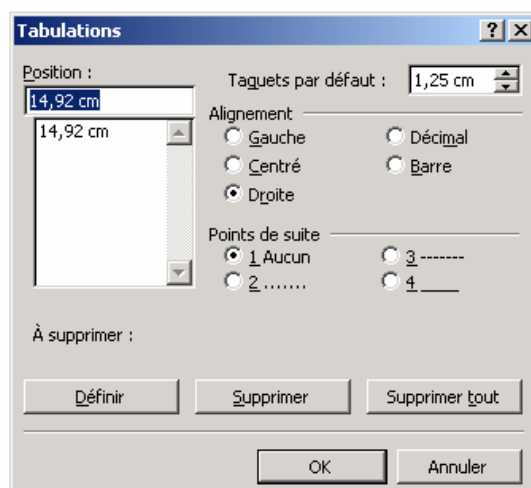 Tabulations
Position :
Taquets par défaut : 1,25 cm
14,92 cm
14,92 cm
Alignement
Gauche
Décimal
Centré
Barre
Droite
Points de suite
1 Aucun
3 -------
2 .......
4 ____
À supprimer :
Définir
Supprimer
Supprimer tout
OK
Annuler